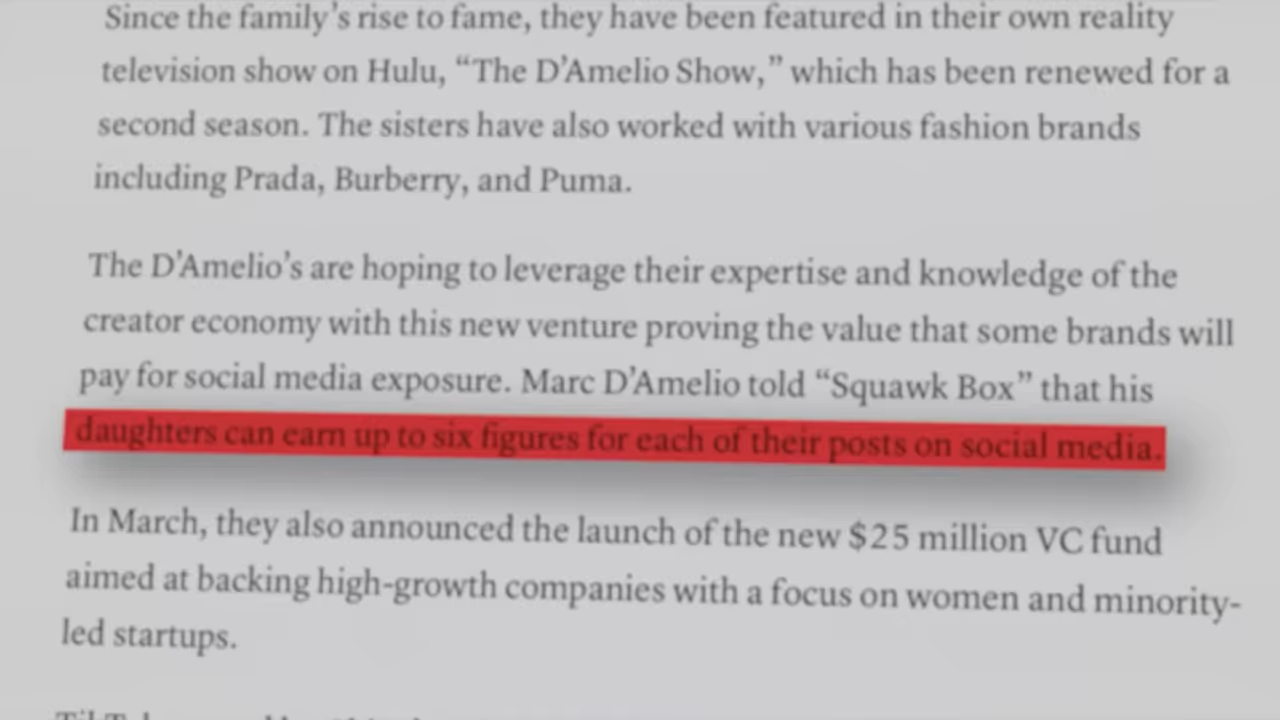 Since the family’s rise to fame, they have been featured in their own reality
television show on Hulu, “The D’Amelio Show,” which has been renewed for a
second season. The sisters have also worked with various fashion brands
including Prada, Burberry, and Puma.
The D’Amelio’s are hoping to leverage their expertise and knowledge of the
creator economy with this new venture proving the value that some brands will
pay for social media exposure. Marc D’Amelio told “Squawk Box” that his
daughters can earn up to six figures for each of their posts on social media.
In March, they also announced the launch of the new $25 million VC fund
aimed at backing high-growth companies with a focus on women and minority-
led startups.